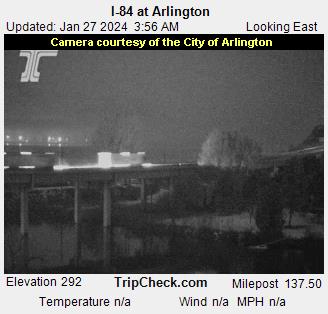 I-84 at Arlington
Updated: Jan 27 2024 3:56 AM Looking East
Camera courtesy of the City of Arlington
Elevation 292 TripCheck.com Milepost 137.50
Temperature n/a Wind n/a MPH n/a